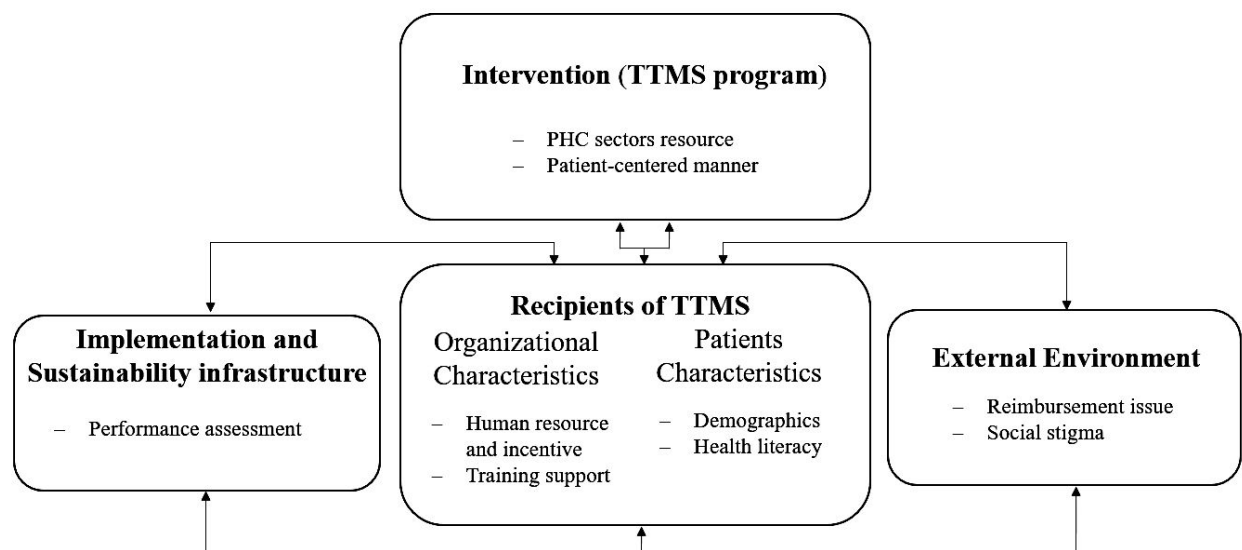 Intervention (TTMS program)
– PHC sectors resource
– Patient-centered manner
Implementation and
Sustainability infrastructure
– Performance assessment
Recipients of TTMS
Organizational
Characteristics
– Human resource
and incentive
– Training support
Patients
Characteristics
– Demographics
– Health literacy
External Environment
– Reimbursement issue
– Social stigma